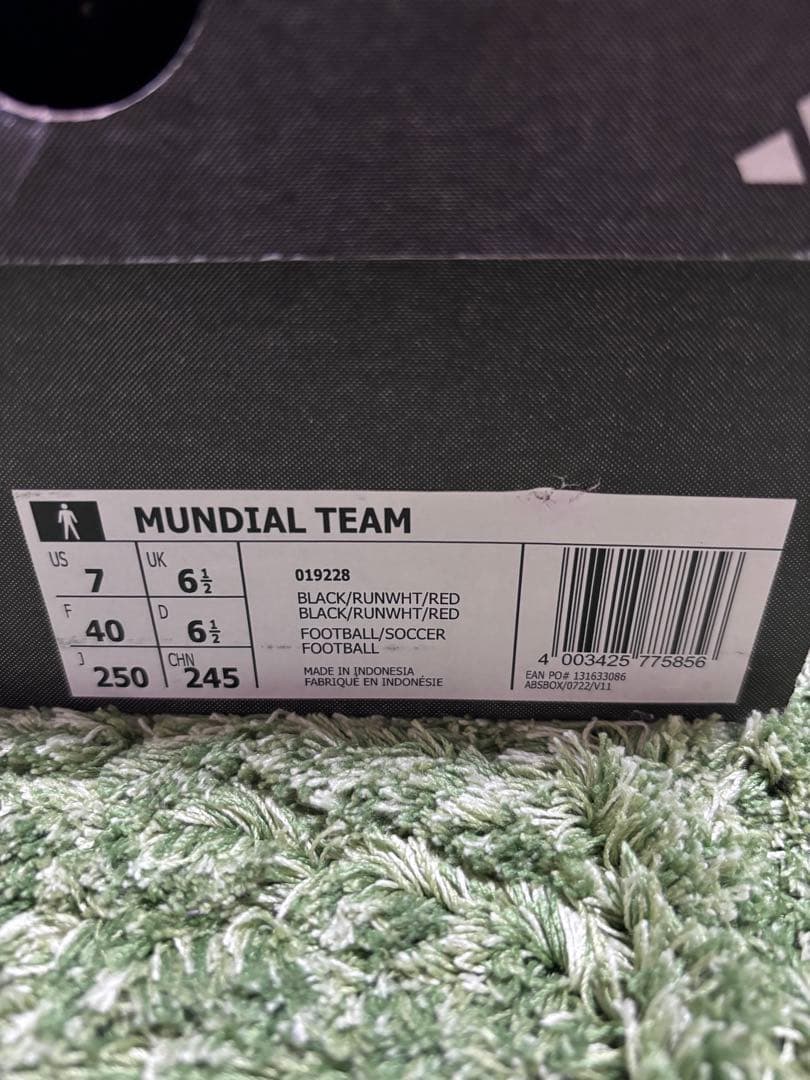 MUNDIAL TEAM
US 7 UK 6½
F 40 D 6½
J 250 CHN 245
019228
BLACK/RUNWHT/RED
BLACK/RUNWHT/RED
FOOTBALL/SOCCER
FOOTBALL
MADE IN INDONESIA
FABRIQUÉ EN INDONÉSIE
4 003425 775856
EAN PO# 131633086
ABSBOX/0722/V11